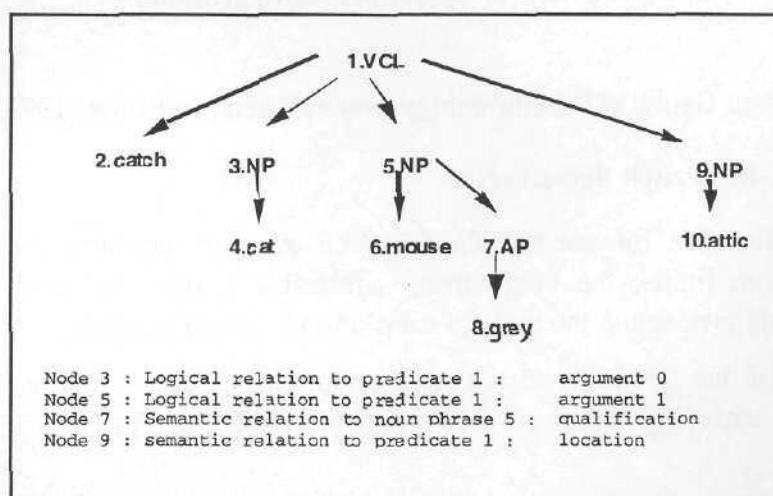 1.VCL
2.catch 3.NP 5.NP 9.NP
4.cat 6.mouse 7.AP 10.attic
8.grey
Node 3 : Logical relation to predicate 1 : argument 0
Node 5 : Logical relation to predicate 1 : argument 1
Node 7 : Semantic relation to noun phrase 5 : qualification
Node 9 : semantic relation to predicate 1 : location